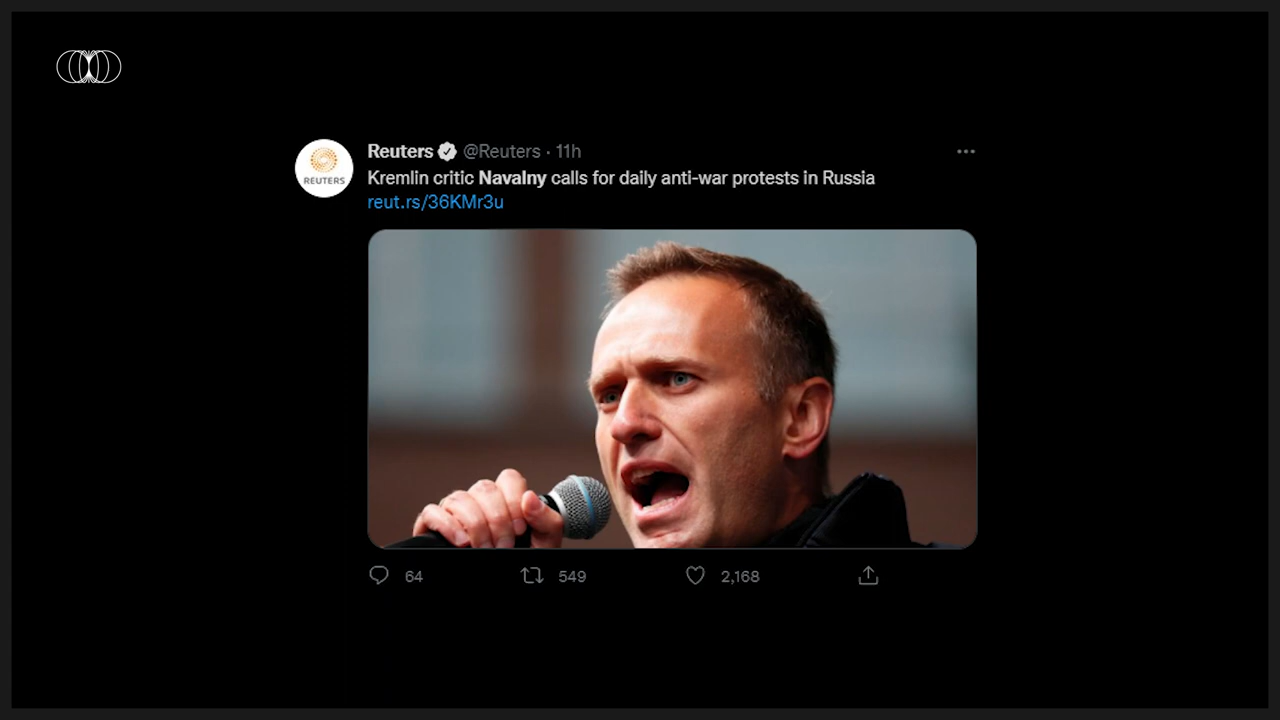 Reuters @Reuters · 11h
REUTERS
Kremlin critic Navalny calls for daily anti-war protests in Russia
reut.rs/36KMr3u
64 549 2,168